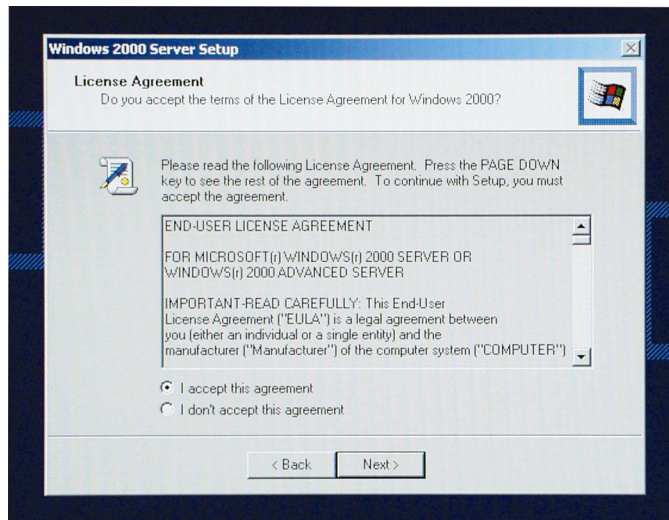 Windows 2000 Server Setup
License Agreement
Do you accept the terms of the License Agreement for Windows 2000?
Please read the following License Agreement. Press the PAGE DOWN
key to see the rest of the agreement. To continue with Setup, you must
accept the agreement.
END-USER LICENSE AGREEMENT
FOR MICROSOFT(r) WINDOWS(r) 2000 SERVER OR
WINDOWS(r) 2000 ADVANCED SERVER
IMPORTANT-READ CAREFULLY: This End-User
License Agreement ("EULA") is a legal agreement between
you (either an individual or a single entity) and the
manufacturer ("Manufacturer") of the computer system ("COMPUTER")
I accept this agreement
I don't accept this agreement
< Back Next >